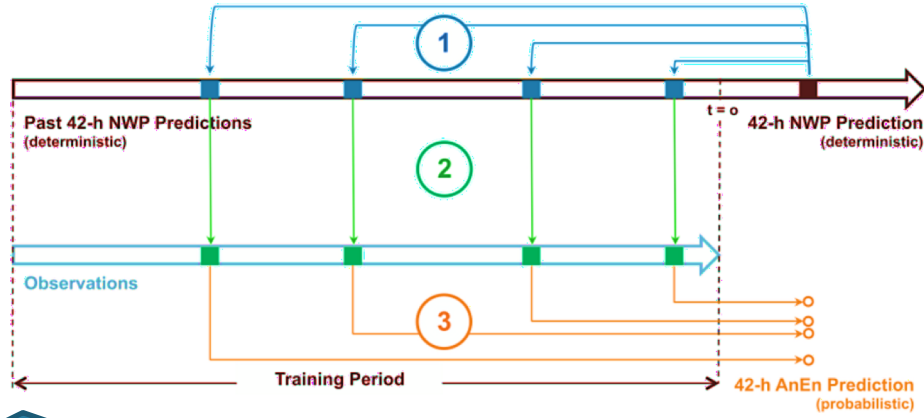 1
t = o
Past 42-h NWP Predictions
(deterministic)
42-h NWP Prediction
(deterministic)
2
Observations
3
Training Period
42-h AnEn Prediction
(probabilistic)